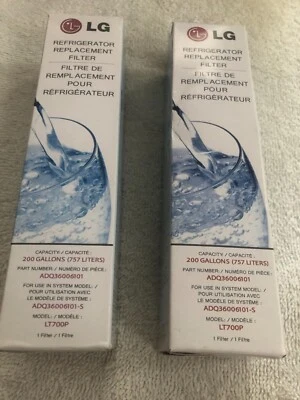 LG
REFRIGERATOR
REPLACEMENT
FILTER
FILTRE DE
REMPLACEMENT
POUR
RÉFRIGÉRATEUR
CAPACITY / CAPACITÉ:
200 GALLONS (757 LITERS)
PART NUMBER / NUMÉRO DE PIÈCE:
ADQ36006101
FOR USE IN SYSTEM MODEL /
POUR UTILISATION AVEC
LE MODÈLE DE SYSTÈME:
ADQ36006101-S
MODEL / MODÈLE:
LT700P
1 Filter / 1 Filtre
LG
REFRIGERATOR
REPLACEMENT
FILTER
FILTRE DE
REMPLACEMENT
POUR
RÉFRIGÉRATEUR
CAPACITY / CAPACITÉ:
200 GALLONS (757 LITERS)
PART NUMBER / NUMÉRO DE PIÈCE:
ADQ36006101
FOR USE IN SYSTEM MODEL /
POUR UTILISATION AVEC
LE MODÈLE DE SYSTÈME:
ADQ36006101-S
MODEL / MODÈLE:
LT700P
1 Filter / 1 Filtre